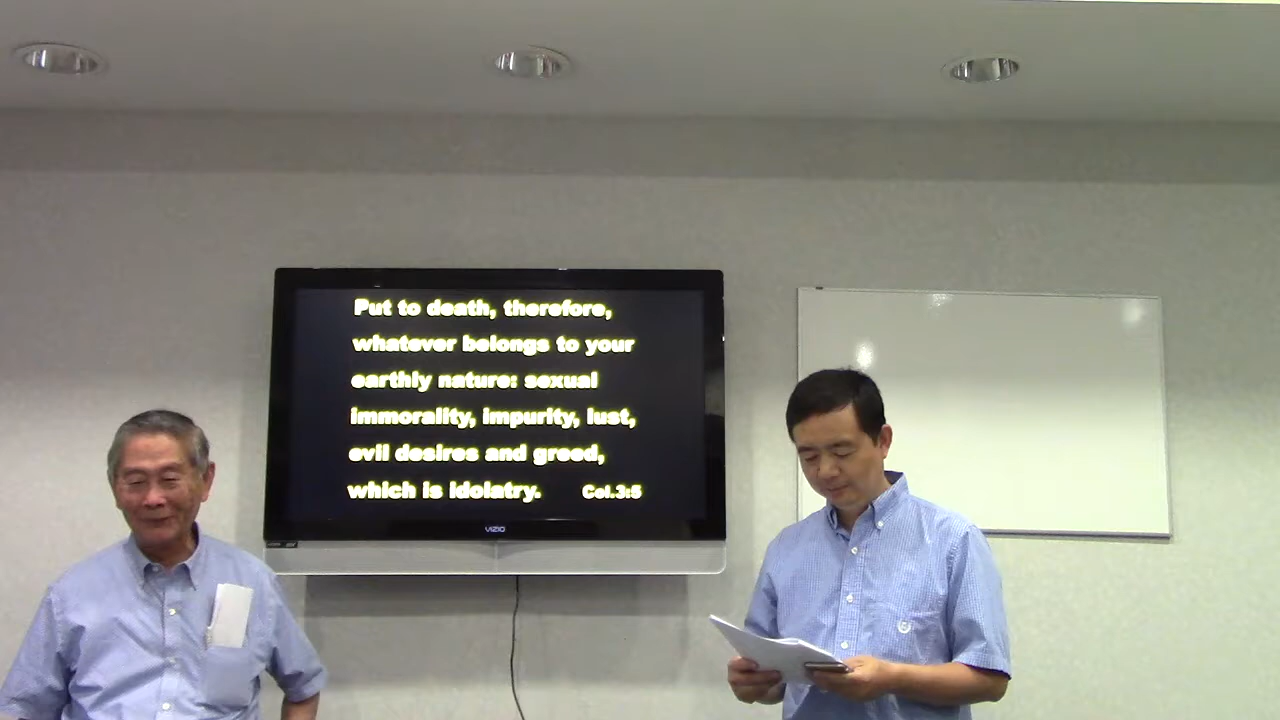 Put to death, therefore,
whatever belongs to your
earthly nature: sexual
immorality, impurity, lust,
evil desires and greed,
which is idolatry. Col.3:5
VIZIO